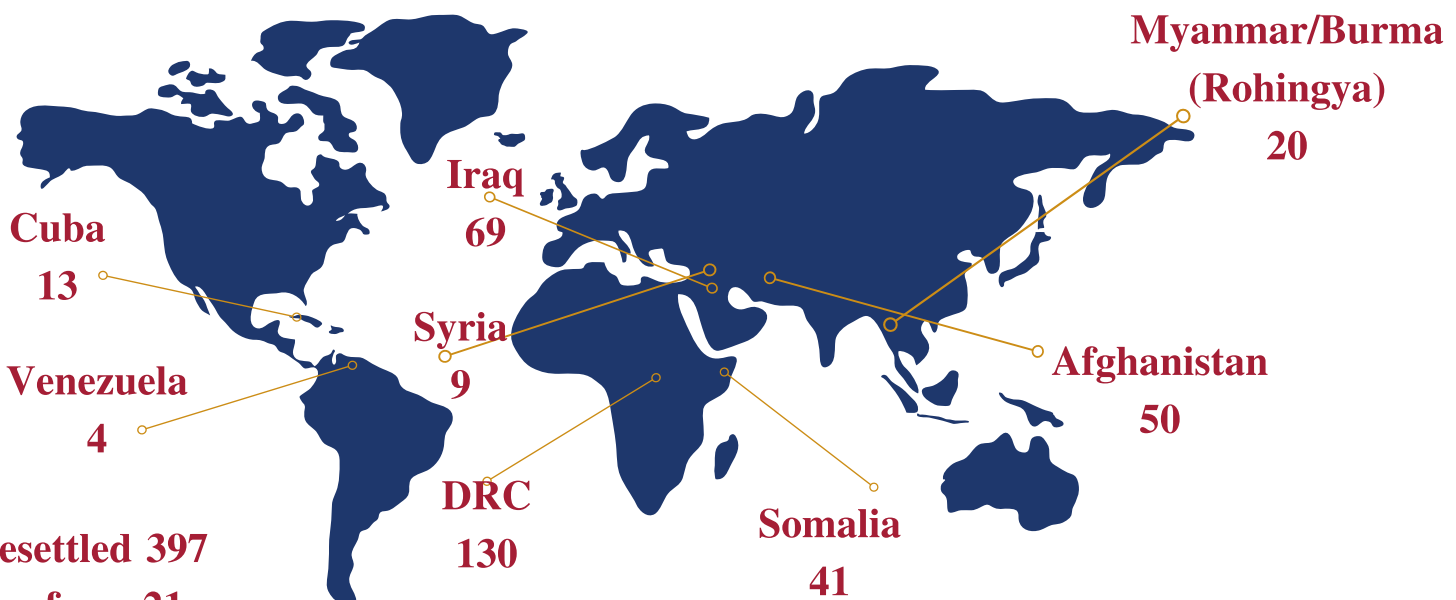 Myanmar/Burma
(Rohingya)
20
Iraq
69
Cuba
13
Syria
9
Venezuela
4
Afghanistan
50
DRC
130
Somalia
41
esettled 397